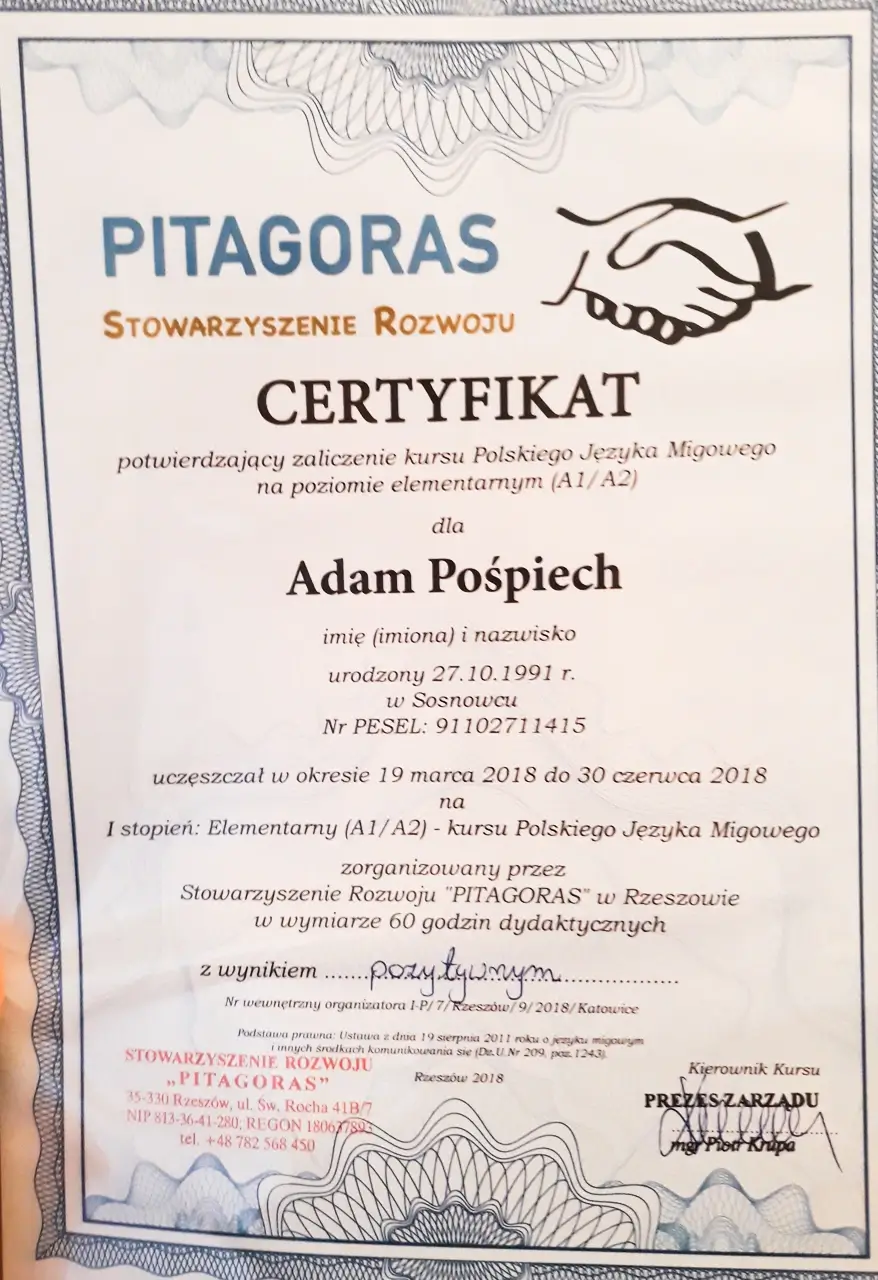 PITAGORAS
STOWARZYSZENIE ROZWOJU
CERTYFIKAT
potwierdzający zaliczenie kursu Polskiego Języka Migowego
na poziomie elementarnym (A1/A2)
dla
Adam Pośpiech
imię (imiona) i nazwisko
urodzony 27.10.1991 r.
w Sosnowcu
Nr PESEL: 91102711415
uczęszczał w okresie 19 marca 2018 do 30 czerwca 2018
na
I stopień: Elementarny (A1/A2) - kursu Polskiego Języka Migowego
zorganizowany przez
Stowarzyszenie Rozwoju "PITAGORAS" w Rzeszowie
w wymiarze 60 godzin dydaktycznych
z wynikiem ......pozytywnym..................
Nr wewnętrzny organizatora I-P/7/Rzeszów/9/2018/Katowice
Podstawa prawna: Ustawa z dnia 19 sierpnia 2011 roku o języku migowym
i innych środkach komunikowania się (Dz.U.Nr 209, poz.1243).
STOWARZYSZENIE ROZWOJU
„PITAGORAS”
35-330 Rzeszów, ul. Św. Rocha 41B/7
NIP 813-36-41-280, REGON 180637893
tel. +48 782 568 450
Rzeszów 2018
Kierownik Kursu
PREZES ZARZĄDU
mgr Piotr Krupa